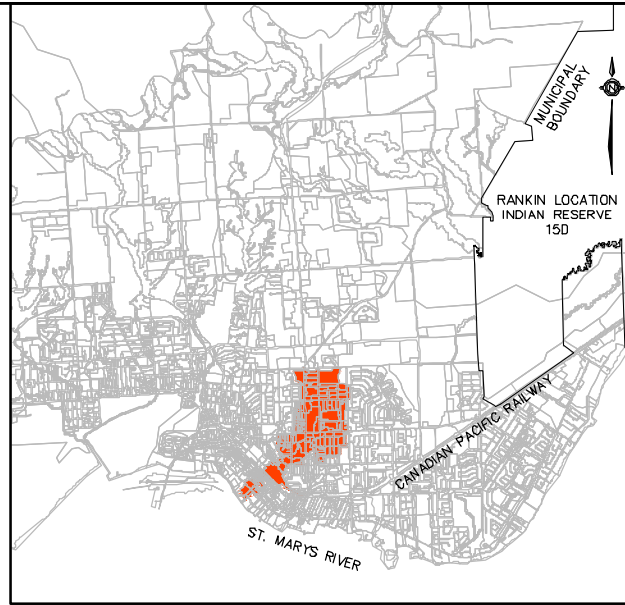 MUNICIPAL
BOUNDARY
N
RANKIN LOCATION
INDIAN RESERVE
15D
CANADIAN PACIFIC RAILWAY
ST. MARYS RIVER